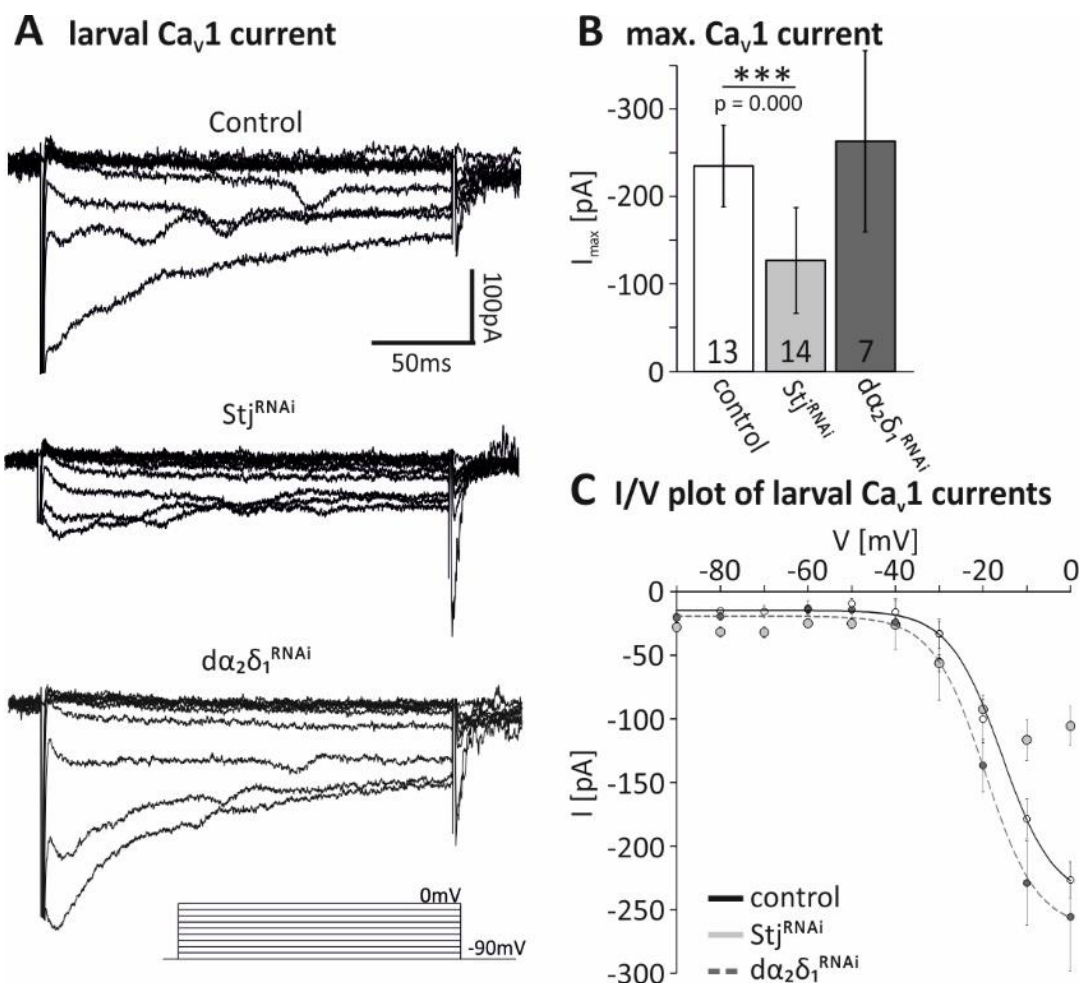 A larval Caᵥ1 current
Control
100pA
50ms
Stjᴿᴺᴬⁱ
dα₂δ₁ᴿᴺᴬⁱ
0mV
-90mV
B max. Caᵥ1 current
***
p = 0.000
Iₘₐₓ [pA]
-300
-200
-100
0
13
14
7
control
Stjᴿᴺᴬⁱ
dα₂δ₁ᴿᴺᴬⁱ
C I/V plot of larval Caᵥ1 currents
V [mV]
-80 -60 -40 -20 0
I [pA]
0
-50
-100
-150
-200
-250
-300
control
Stjᴿᴺᴬⁱ
dα₂δ₁ᴿᴺᴬⁱ